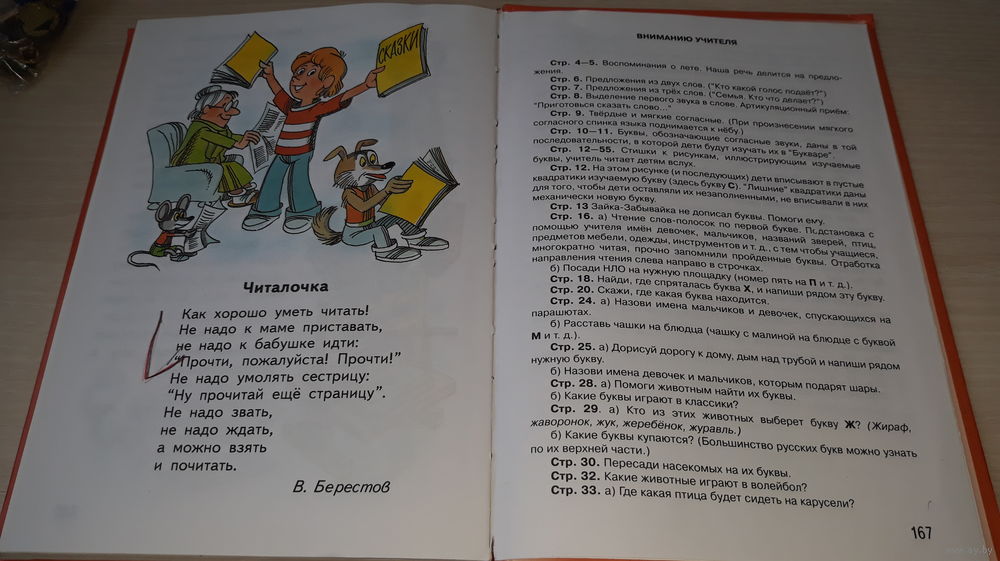 СКАЗКИ
Читалочка
Как хорошо уметь читать!
Не надо к маме приставать,
не надо к бабушке идти:
"Прочти, пожалуйста! Прочти!"
Не надо умолять сестрицу:
"Ну прочитай ещё страницу".
Не надо звать,
не надо ждать,
а можно взять
и почитать.
В. Берестов
ВНИМАНИЮ УЧИТЕЛЯ
Стр. 4—5. Воспоминания о лете. Наша речь делится на предло-
жения.
Стр. 6. Предложения из двух слов. ("Кто какой голос подаёт?")
Стр. 7. Предложения из трёх слов. ("Семья. Кто что делает?")
Стр. 8. Выделение первого звука в слове. Артикуляционный приём:
"Приготовься сказать слово..."
Стр. 9. Твёрдые и мягкие согласные. (При произнесении мягкого
согласного спинка языка поднимается к нёбу.)
Стр. 10—11. Буквы, обозначающие согласные звуки, даны в той
последовательности, в которой дети будут изучать их в "Букваре".
Стр. 12—55. Стишки к рисункам, иллюстрирующим изучаемые
буквы, учитель читает детям вслух.
Стр. 12. На этом рисунке (и последующих) дети вписывают в пустые
квадратики изучаемую букву (здесь букву С). "Лишние" квадратики даны
для того, чтобы дети оставляли их незаполненными, не вписывали в них
механически новую букву.
Стр. 13 Зайка-Забывайка не дописал буквы. Помоги ему.
Стр. 16. а) Чтение слов-полосок по первой букве. Подстановка с
помощью учителя имён девочек, мальчиков, названий зверей, птиц,
предметов мебели, одежды, инструментов и т. д., с тем чтобы учащиеся,
многократно читая, прочно запомнили пройденные буквы. Отработка
направления чтения слева направо в строчках.
б) Посади НЛО на нужную площадку (номер пять на П и т. д.).
Стр. 18. Найди, где спряталась буква Х, и напиши рядом эту букву.
Стр. 20. Скажи, где какая буква находится.
Стр. 24. а) Назови имена мальчиков и девочек, спускающихся на
парашютах.
б) Расставь чашки на блюдца (чашку с малиной на блюдце с буквой
М и т. д.).
Стр. 25. а) Дорисуй дорогу к дому, дым над трубой и напиши рядом
нужную букву.
б) Назови имена девочек и мальчиков, которым подарят шары.
Стр. 28. а) Помоги животным найти их буквы.
б) Какие буквы играют в классики?
Стр. 29. а) Кто из этих животных выберет букву Ж? (Жираф,
жаворонок, жук, жеребёнок, журавль.)
б) Какие буквы купаются? (Большинство русских букв можно узнать
по их верхней части.)
Стр. 30. Пересади насекомых на их буквы.
Стр. 32. Какие животные играют в волейбол?
Стр. 33. а) Где какая птица будет сидеть на карусели?
167